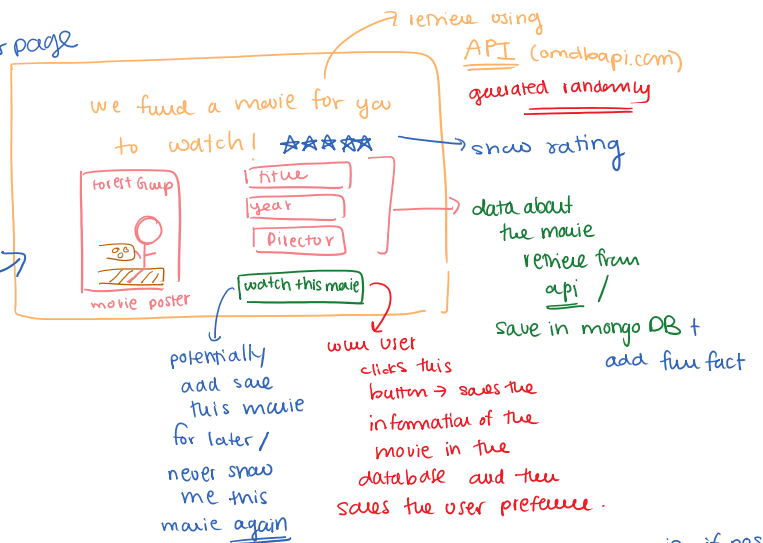 page
retrieve using
API (omdbapi.com)
generated randomly
we fund a movie for you
to watch!
show rating
Forest Gump
title
year
Director
movie poster
data about
the movie
retrieve from
api /
save in mongo DB +
add fun fact
watch this movie
potentially
add save
this movie
for later /
never show
me this
movie again
when user
clicks this
button → saves the
information of the
movie in the
database and then
saves the user preference.